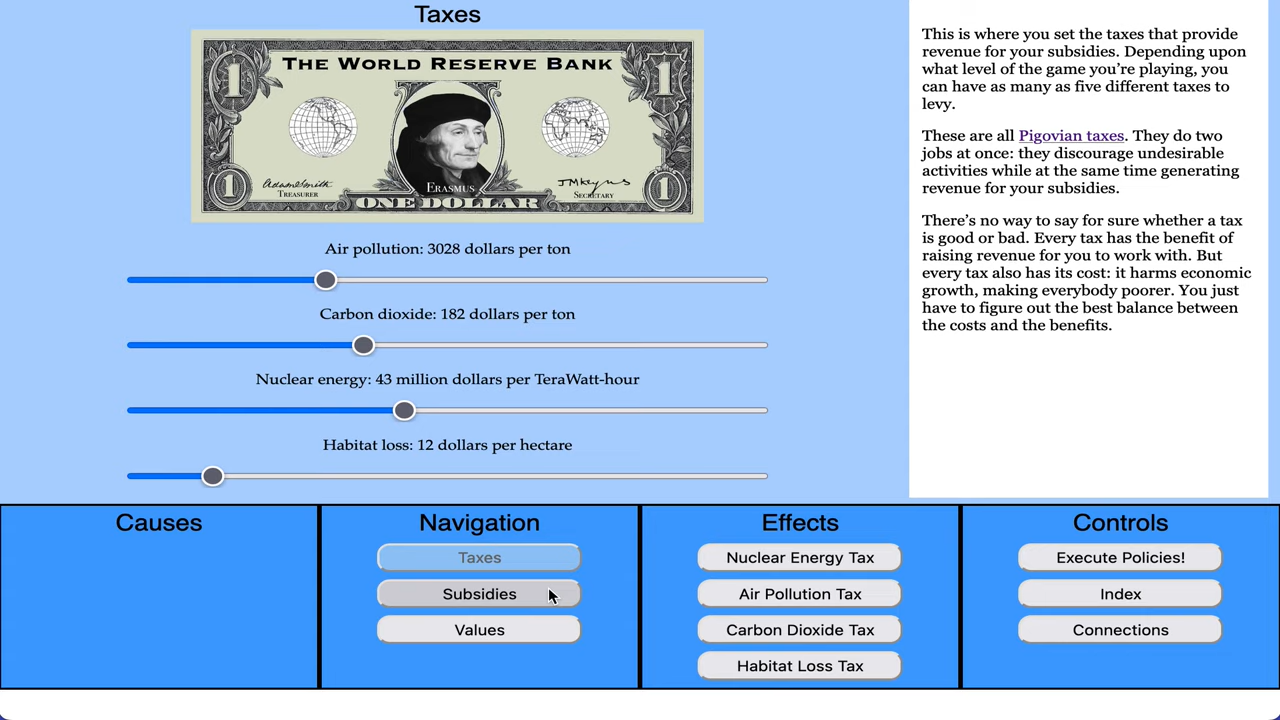 Taxes
1
THE WORLD RESERVE BANK
1
Adam Smith
TREASURER
ERASMUS
JMKeyns
SECRETARY
1
ONE DOLLAR
1
Air pollution: 3028 dollars per ton
Carbon dioxide: 182 dollars per ton
Nuclear energy: 43 million dollars per TeraWatt-hour
Habitat loss: 12 dollars per hectare
This is where you set the taxes that provide
revenue for your subsidies. Depending upon
what level of the game you’re playing, you
can have as many as five different taxes to
levy.
These are all Pigovian taxes. They do two
jobs at once: they discourage undesirable
activities while at the same time generating
revenue for your subsidies.
There’s no way to say for sure whether a tax
is good or bad. Every tax has the benefit of
raising revenue for you to work with. But
every tax also has its cost: it harms economic
growth, making everybody poorer. You just
have to figure out the best balance between
the costs and the benefits.
Causes
Navigation
Taxes
Subsidies
Values
Effects
Nuclear Energy Tax
Air Pollution Tax
Carbon Dioxide Tax
Habitat Loss Tax
Controls
Execute Policies!
Index
Connections